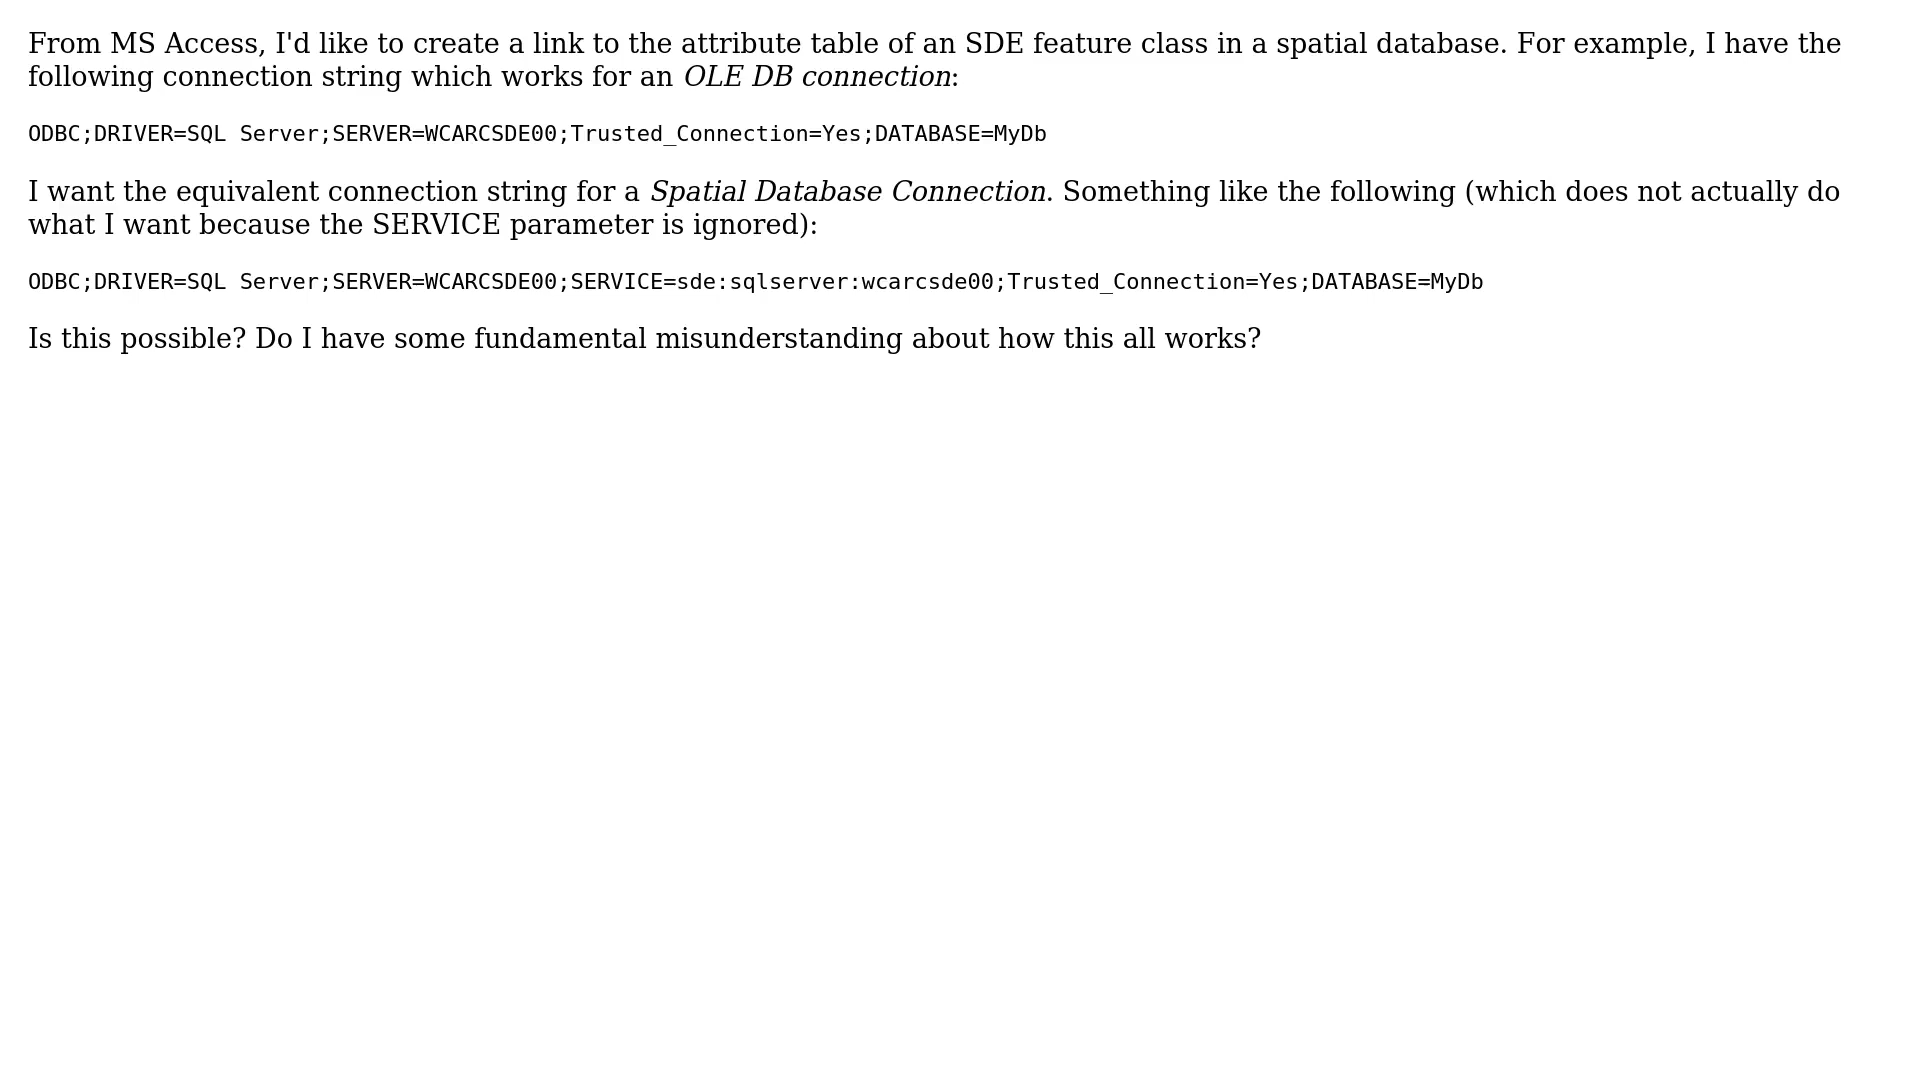 From MS Access, I'd like to create a link to the attribute table of an SDE feature class in a spatial database. For example, I have the
following connection string which works for an OLE DB connection:
ODBC;DRIVER=SQL Server;SERVER=WCARCSDE00;Trusted_Connection=Yes;DATABASE=MyDb
I want the equivalent connection string for a Spatial Database Connection. Something like the following (which does not actually do
what I want because the SERVICE parameter is ignored):
ODBC;DRIVER=SQL Server;SERVER=WCARCSDE00;SERVICE=sde:sqlserver:wcarcsde00;Trusted_Connection=Yes;DATABASE=MyDb
Is this possible? Do I have some fundamental misunderstanding about how this all works?